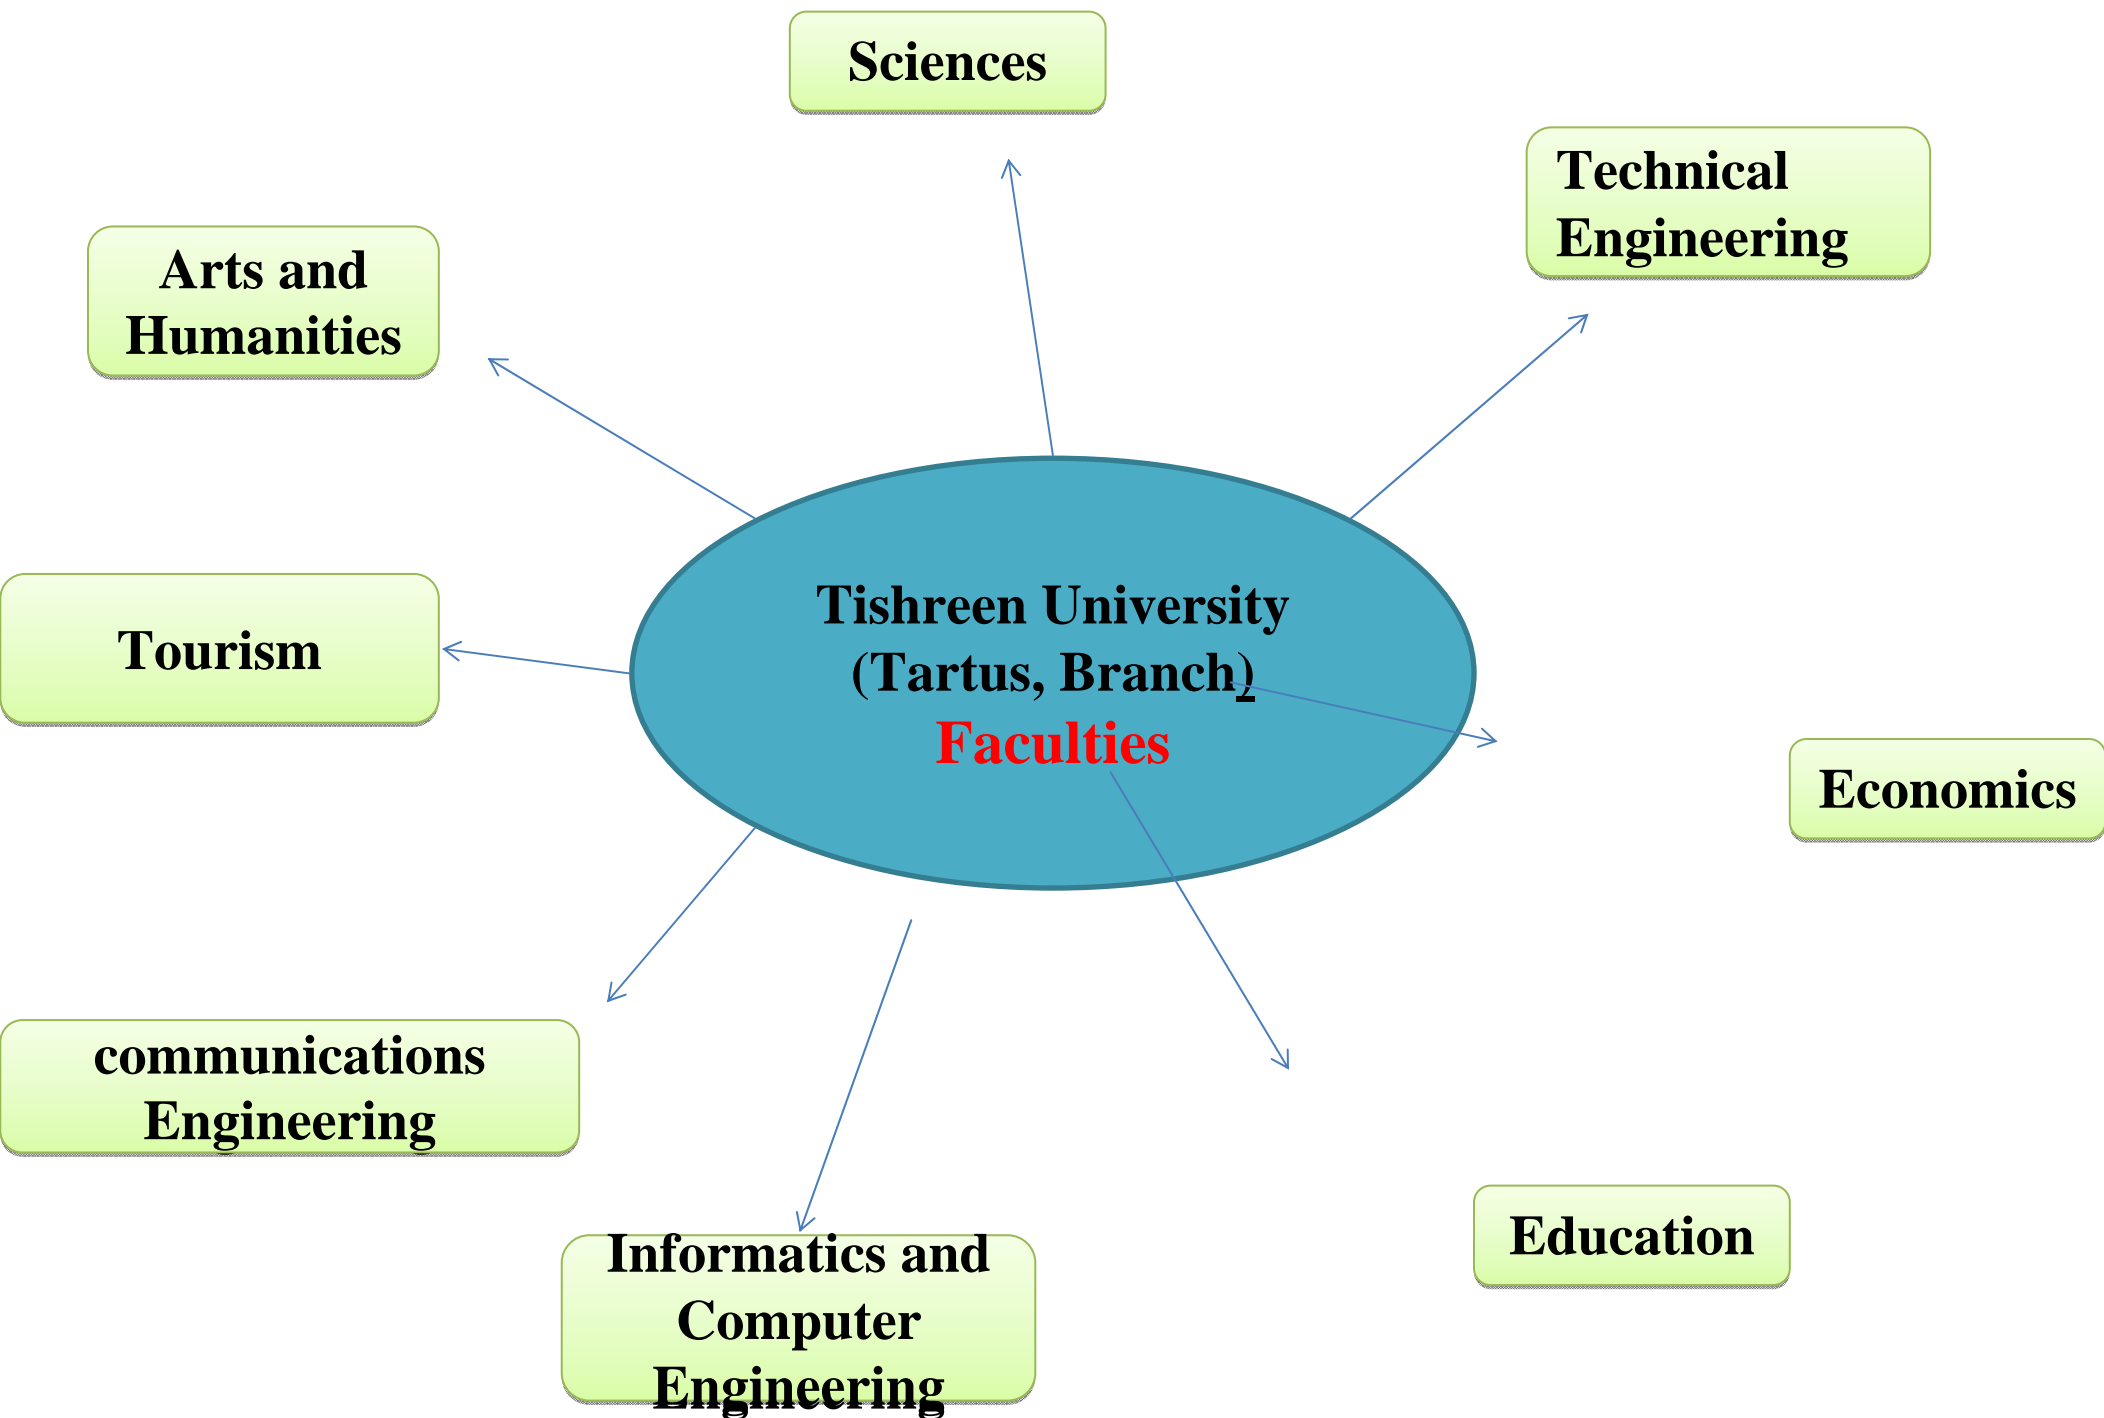 Sciences
Technical
Engineering
Arts and
Humanities
Tishreen University
(Tartus, Branch)
Faculties
Tourism
Economics
communications
Engineering
Education
Informatics and
Computer
Engineering